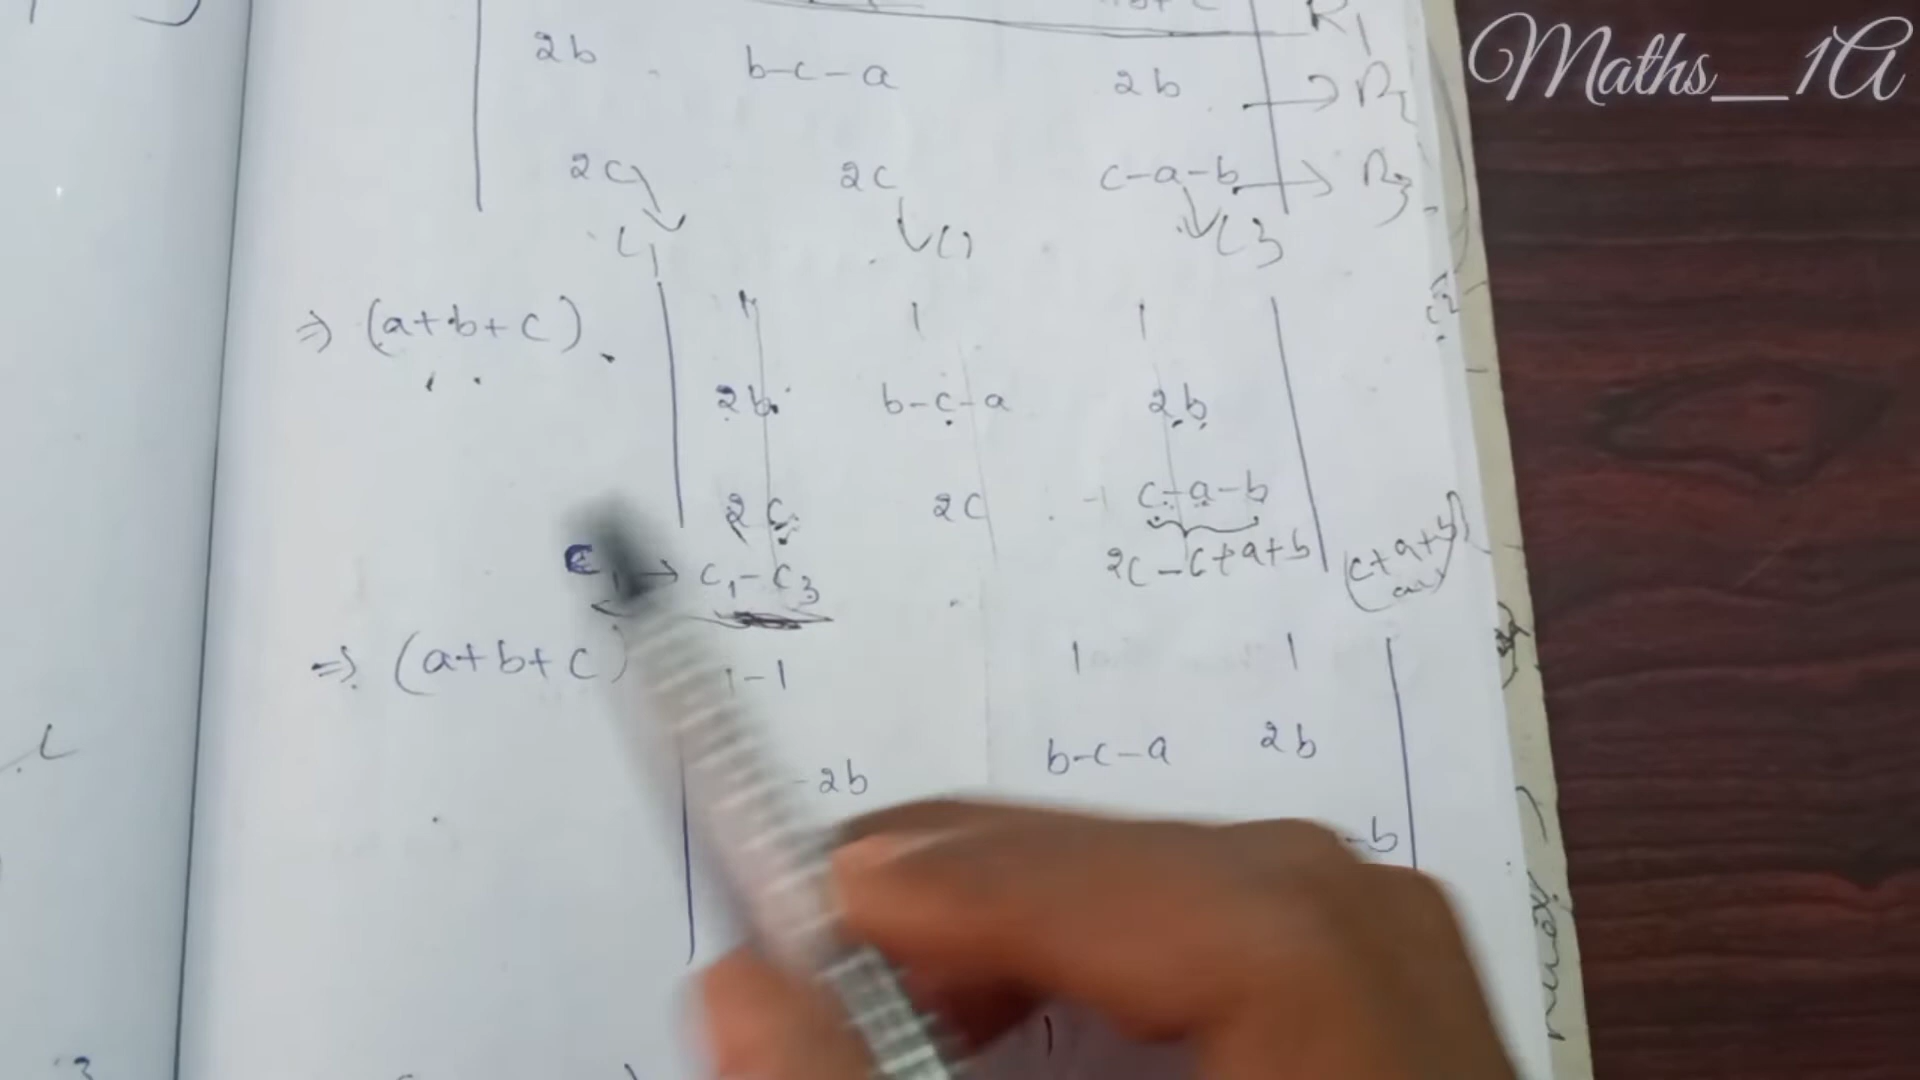 Maths_1A
R1
2b b-c-a 2b → R2
2c 2c c-a-b → R3
C1 C3
⇒ (a+b+c) 1 1 1
2b b-c-a 2b
2c 2c c-a-b
2c-c+a+b
C1 → C1-C3
⇒ (a+b+c) 1-1 1 1
-2b b-c-a 2b
-b